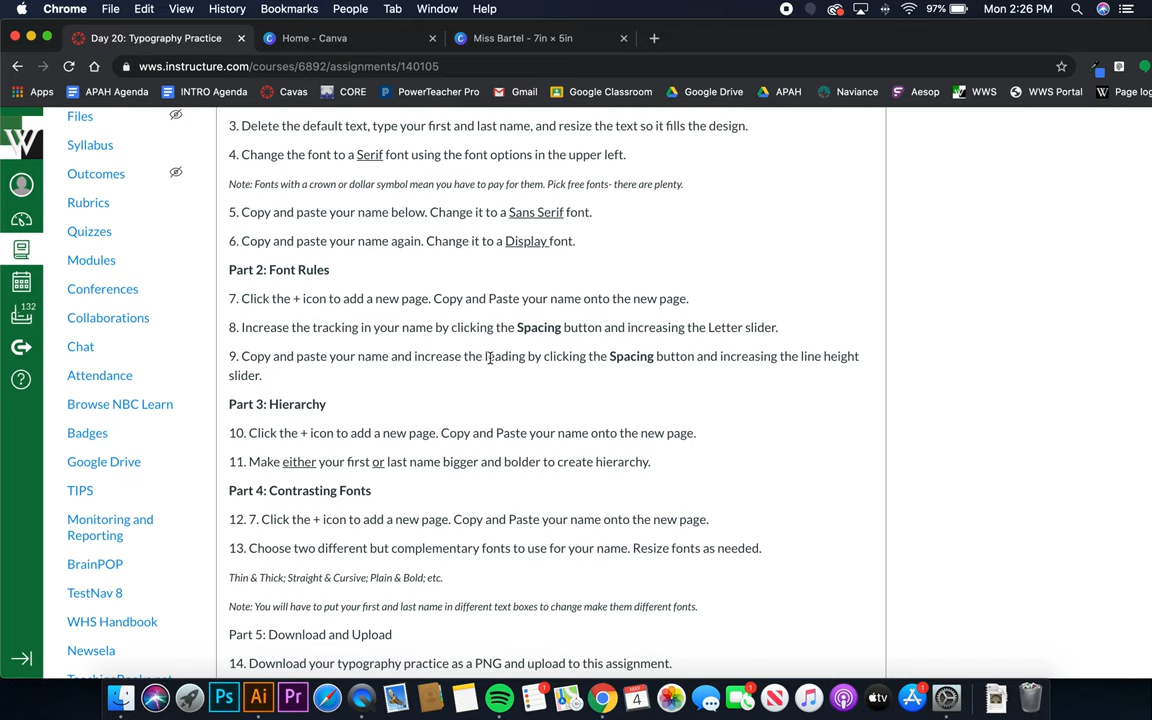 Chrome File Edit View History Bookmarks People Tab Window Help 97% Mon 2:26 PM
Day 20: Typography Practice Home - Canva Miss Bartel - 7in × 5in
wws.instructure.com/courses/6892/assignments/140105
Apps APAH Agenda INTRO Agenda Cavas CORE PowerTeacher Pro Gmail Google Classroom Google Drive APAH Naviance Aesop WWS WWS Portal Page log
Files
Syllabus
Outcomes
Rubrics
Quizzes
Modules
Conferences
Collaborations
132
Chat
Attendance
Browse NBC Learn
Badges
Google Drive
TIPS
Monitoring and
Reporting
BrainPOP
TestNav 8
WHS Handbook
Newsela
3. Delete the default text, type your first and last name, and resize the text so it fills the design.
4. Change the font to a Serif font using the font options in the upper left.
Note: Fonts with a crown or dollar symbol mean you have to pay for them. Pick free fonts- there are plenty.
5. Copy and paste your name below. Change it to a Sans Serif font.
6. Copy and paste your name again. Change it to a Display font.
Part 2: Font Rules
7. Click the + icon to add a new page. Copy and Paste your name onto the new page.
8. Increase the tracking in your name by clicking the Spacing button and increasing the Letter slider.
9. Copy and paste your name and increase the leading by clicking the Spacing button and increasing the line height
slider.
Part 3: Hierarchy
10. Click the + icon to add a new page. Copy and Paste your name onto the new page.
11. Make either your first or last name bigger and bolder to create hierarchy.
Part 4: Contrasting Fonts
12. 7. Click the + icon to add a new page. Copy and Paste your name onto the new page.
13. Choose two different but complementary fonts to use for your name. Resize fonts as needed.
Thin & Thick; Straight & Cursive; Plain & Bold; etc.
Note: You will have to put your first and last name in different text boxes to change make them different fonts.
Part 5: Download and Upload
14. Download your typography practice as a PNG and upload to this assignment.
Ps Ai Pr 4 tv